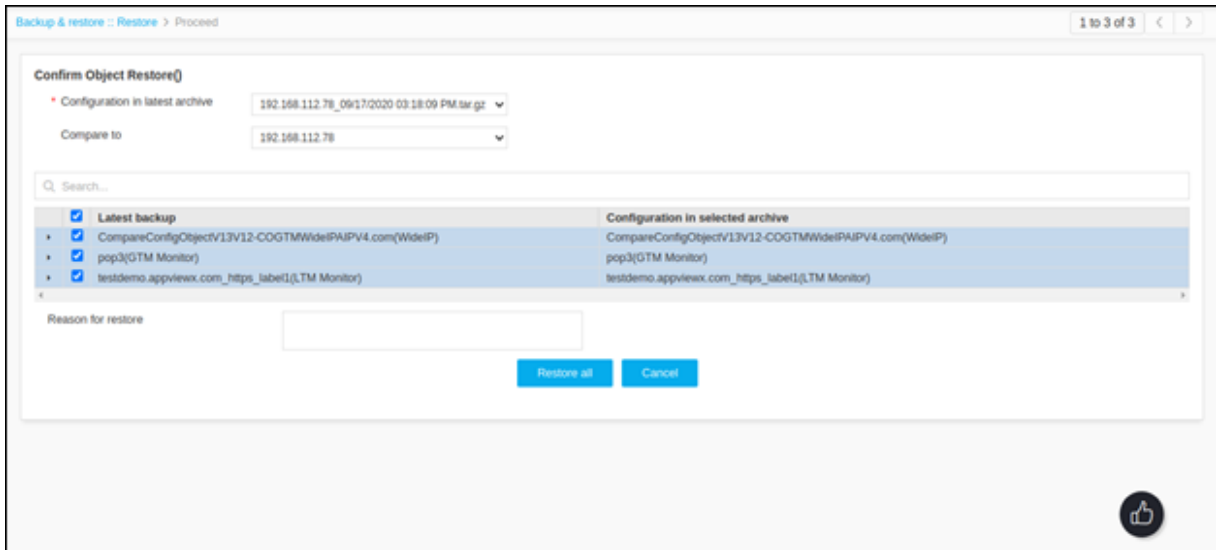 Backup & restore :: Restore > Proceed
1 to 3 of 3 < >
Confirm Object Restore()
* Configuration in latest archive 192.168.112.78_09/17/2020 03:18:09 PM.tar.gz
Compare to 192.168.112.78
Search...
Latest backup Configuration in selected archive
CompareConfigObjectV13V12-COGTMWideIPAIPV4.com(WideIP) CompareConfigObjectV13V12-COGTMWideIPAIPV4.com(WideIP)
pop3(GTM Monitor) pop3(GTM Monitor)
testdemo.appviewx.com_https_label1(LTM Monitor) testdemo.appviewx.com_https_label1(LTM Monitor)
Reason for restore
Restore all Cancel